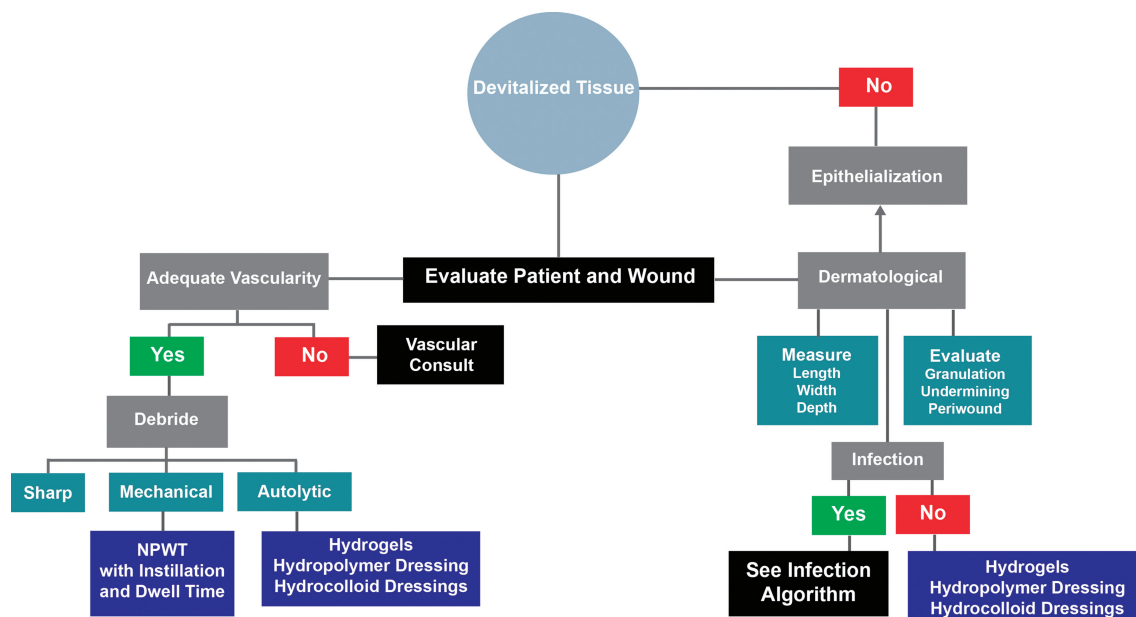 Devitalized Tissue
No
Epithelialization
Adequate Vascularity
Evaluate Patient and Wound
Dermatological
Yes
No
Vascular
Consult
Measure
Length
Width
Depth
Evaluate
Granulation
Undermining
Periwound
Debride
Infection
Sharp
Mechanical
Autolytic
Yes
No
NPWT
with Instillation
and Dwell Time
Hydrogels
Hydropolymer Dressing
Hydrocolloid Dressings
See Infection
Algorithm
Hydrogels
Hydropolymer Dressing
Hydrocolloid Dressings